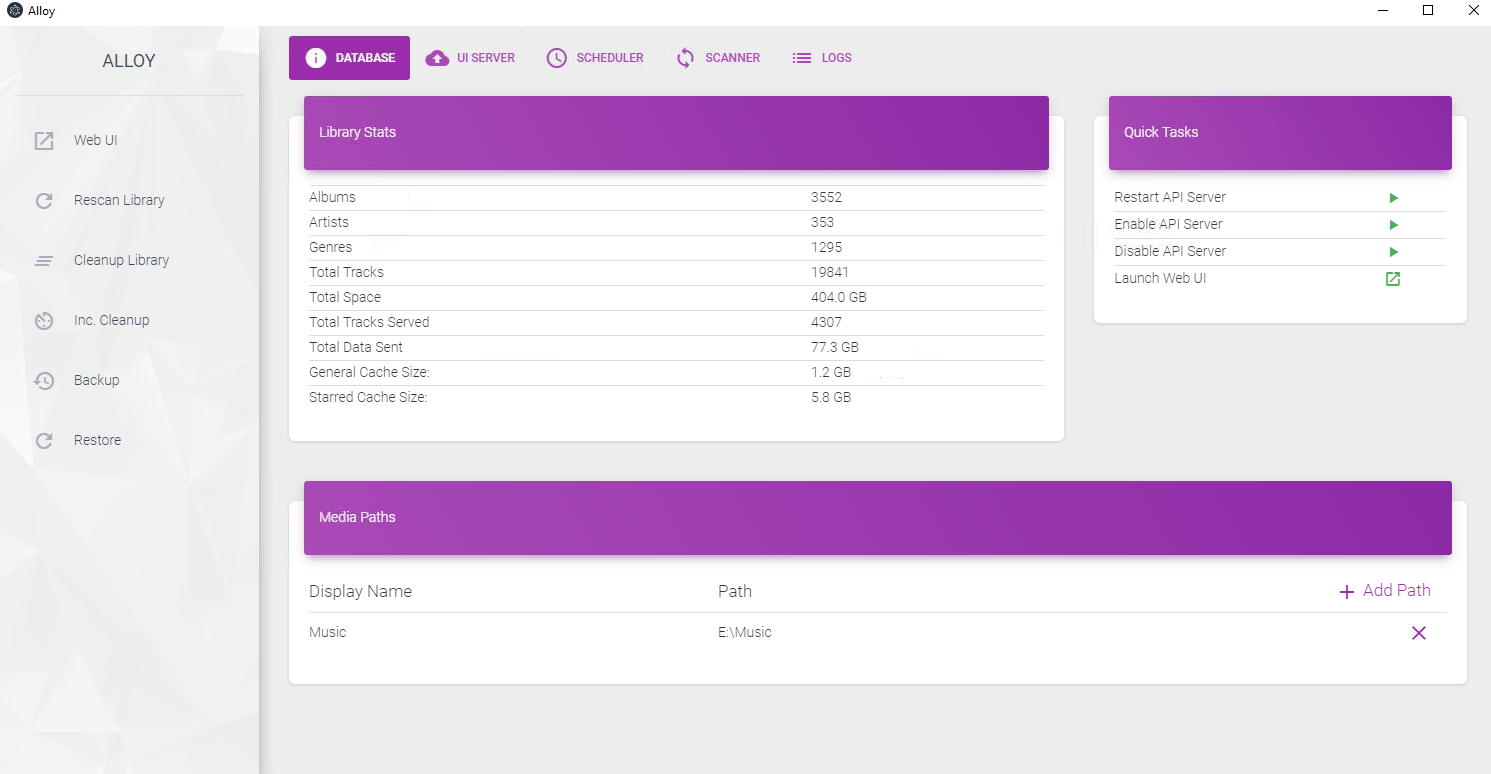 Alloy
ALLOY
Web UI
Rescan Library
Cleanup Library
Inc. Cleanup
Backup
Restore
DATABASE UI SERVER SCHEDULER SCANNER LOGS
Library Stats
Albums 3552
Artists 353
Genres 1295
Total Tracks 19841
Total Space 404.0 GB
Total Tracks Served 4307
Total Data Sent 77.3 GB
General Cache Size: 1.2 GB
Starred Cache Size: 5.8 GB
Quick Tasks
Restart API Server
Enable API Server
Disable API Server
Launch Web UI
Media Paths
Display Name Path Add Path
Music E:\Music